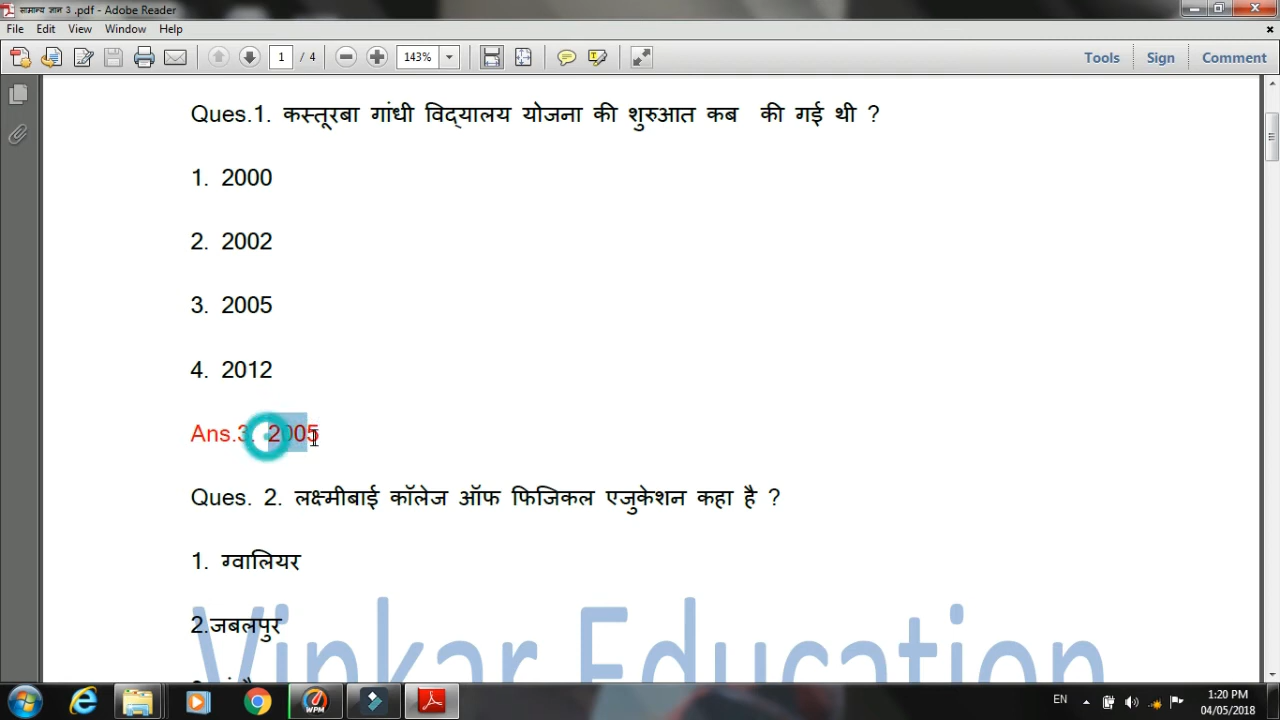 सामान्य ज्ञान 3 .pdf - Adobe Reader
File Edit View Window Help
1 / 4 143% Tools Sign Comment
Ques.1. कस्तूरबा गांधी विद्यालय योजना की शुरुआत कब की गई थी ?
1. 2000
2. 2002
3. 2005
4. 2012
Ans.3. 2005
Ques. 2. लक्ष्मीबाई कॉलेज ऑफ फिजिकल एजुकेशन कहा है ?
1. ग्वालियर
2.जबलपुर
Vinkar Education
WPM
EN
1:20 PM
04/05/2018